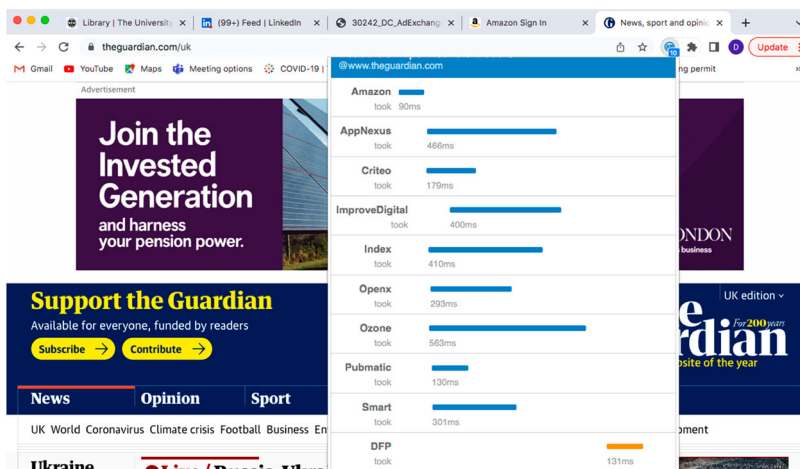 Library | The University
(99+) Feed | LinkedIn
30242_DC_AdExchang
Amazon Sign In
News, sport and opini
theguardian.com/uk
10
D
Update
Gmail
YouTube
Maps
Meeting options
COVID-19 |
ng permit
Advertisement
Join the
Invested
Generation
and harness
your pension power.
ONDON
business
@www.theguardian.com
Amazon
took 90ms
AppNexus
took 466ms
Criteo
took 179ms
ImproveDigital
took 400ms
Index
took 410ms
Openx
took 293ms
Ozone
took 563ms
Pubmatic
took 130ms
Smart
took 301ms
DFP
took 131ms
Support the Guardian
Available for everyone, funded by readers
Subscribe
Contribute
UK edition
For 200 years
e
rdian
bsite of the year
News
Opinion
Sport
UK World Coronavirus Climate crisis Football Business En
pment
Ukraine
Live /